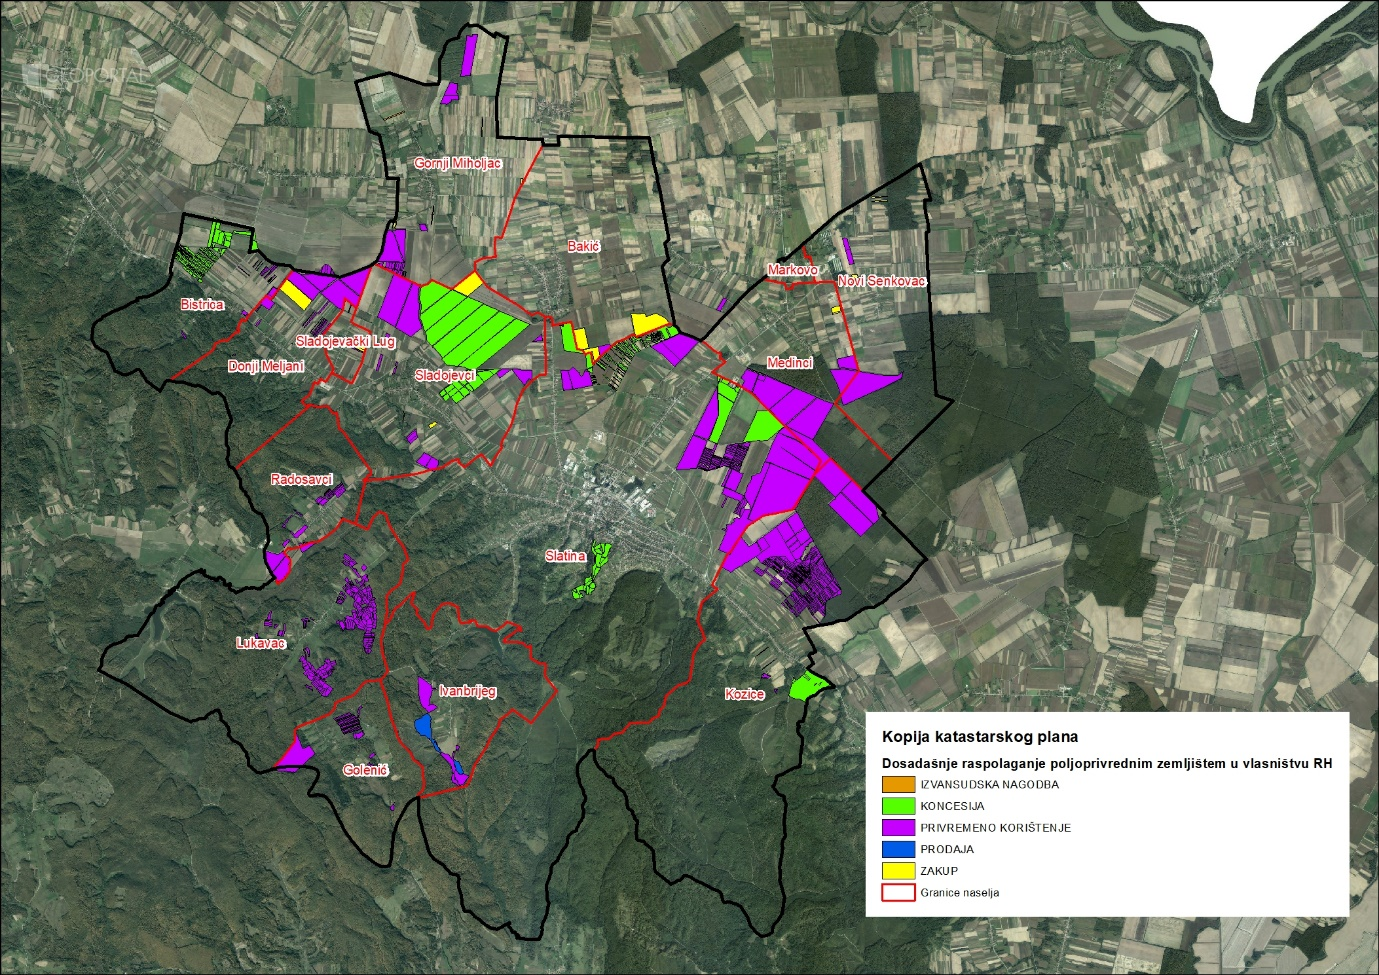 GEOPORTAL
Gornji Miholjac
Bakić
Markovo
Novi Senkovac
Bistrica
Sladojevački Lug
Donji Meljani
Medinci
Sladojevci
Radosavci
Slatina
Lukavac
Ivanbrijeg
Kozice
Golenić
Kopija katastarskog plana
Dosadašnje raspolaganje poljoprivrednim zemljištem u vlasništvu RH
IZVANSUDSKA NAGODBA
KONCESIJA
PRIVREMENO KORIŠTENJE
PRODAJA
ZAKUP
Granice naselja